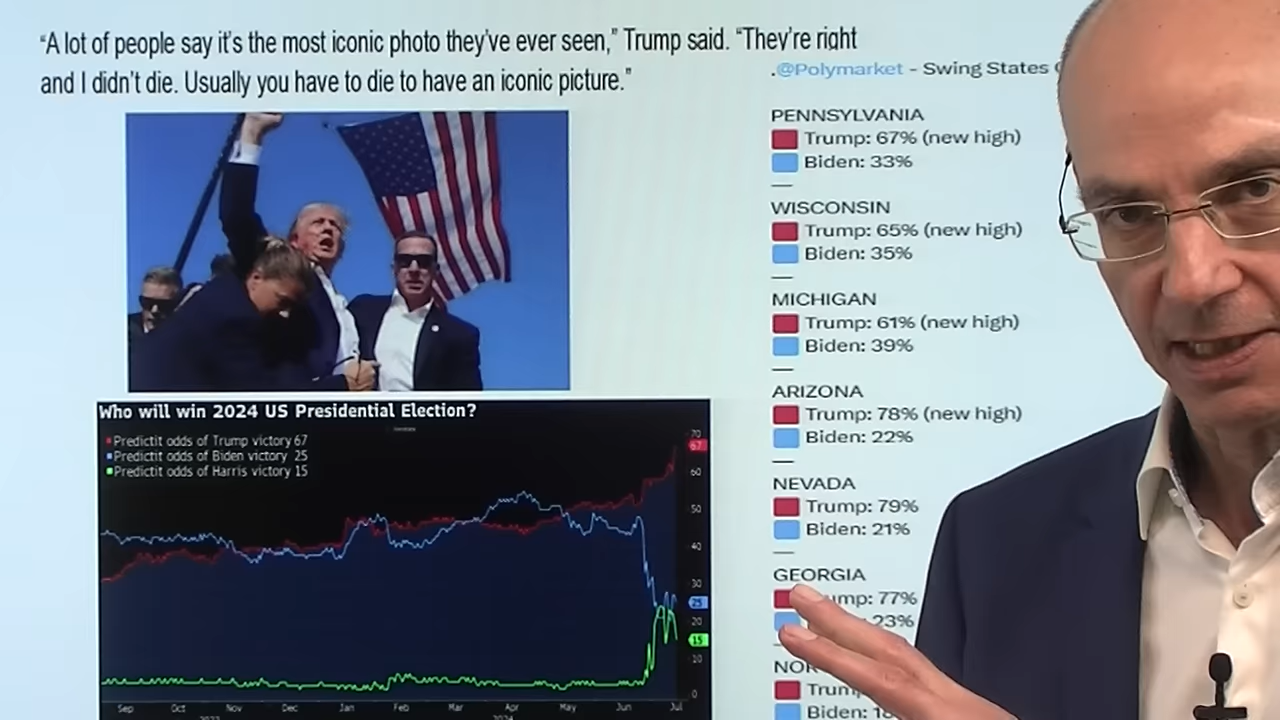 “A lot of people say it’s the most iconic photo they’ve ever seen,” Trump said. “They’re right
and I didn’t die. Usually you have to die to have an iconic picture.”
.@Polymarket - Swing States
PENNSYLVANIA
Trump: 67% (new high)
Biden: 33%
—
WISCONSIN
Trump: 65% (new high)
Biden: 35%
—
MICHIGAN
Trump: 61% (new high)
Biden: 39%
—
ARIZONA
Trump: 78% (new high)
Biden: 22%
—
NEVADA
Trump: 79%
Biden: 21%
—
GEORGIA
ump: 77%
23%
NOR
Trum
Biden: 18
Who will win 2024 US Presidential Election?
Predictit odds of Trump victory 67
Predictit odds of Biden victory 25
Predictit odds of Harris victory 15
70
67
60
50
40
30
25
20
15
10
0
Sep Oct Nov Dec Jan Feb Mar Apr May Jun Jul
2024